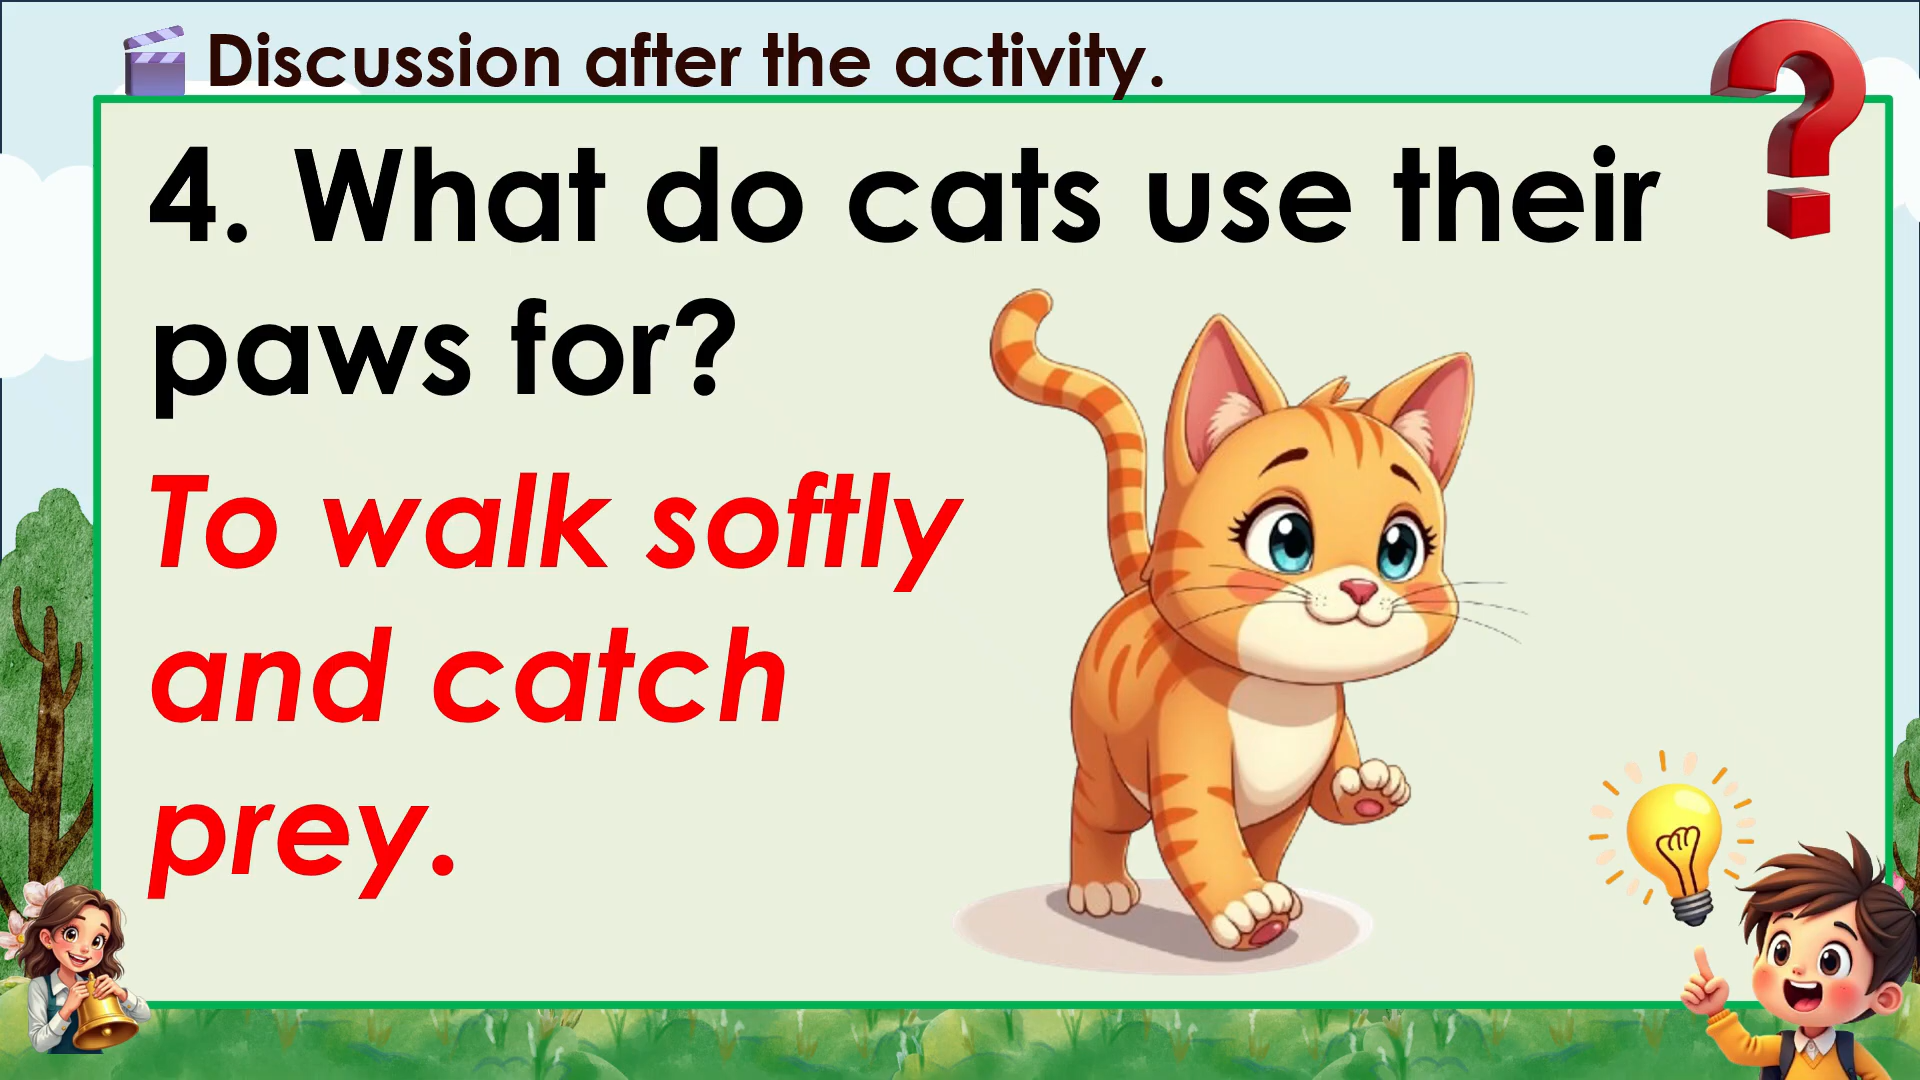 Discussion after the activity.
4. What do cats use their
paws for?
To walk softly
and catch
prey.